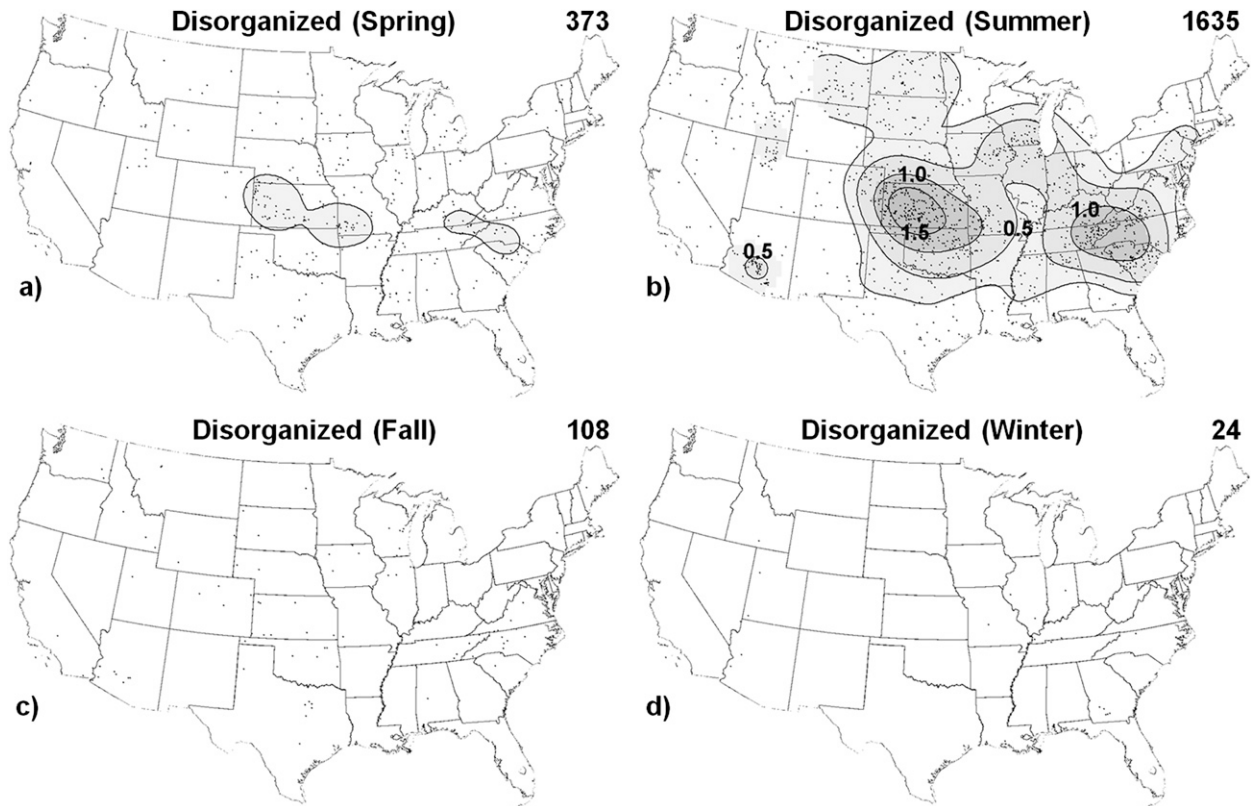 Disorganized (Spring) 373
Disorganized (Summer) 1635
1.0
1.0
0.5
1.5
0.5
a)
b)
Disorganized (Fall) 108
Disorganized (Winter) 24
c)
d)